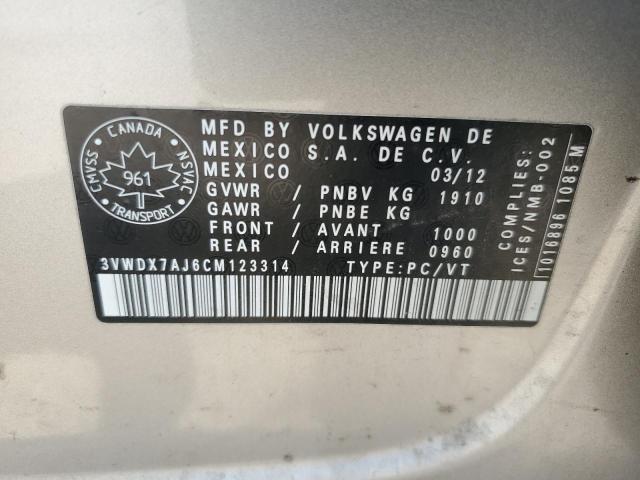 CANADA
CMVSS
NSVAC
961
TRANSPORT
MFD BY VOLKSWAGEN DE
MEXICO S.A. DE C.V.
MEXICO 03/12
GVWR / PNBV KG 1910
GAWR / PNBE KG
FRONT / AVANT 1000
REAR / ARRIERE 0960
3VWDX7AJ6CM123314 TYPE:PC/VT
COMPLIES:
ICES/NMB-002
1016896 1085 M